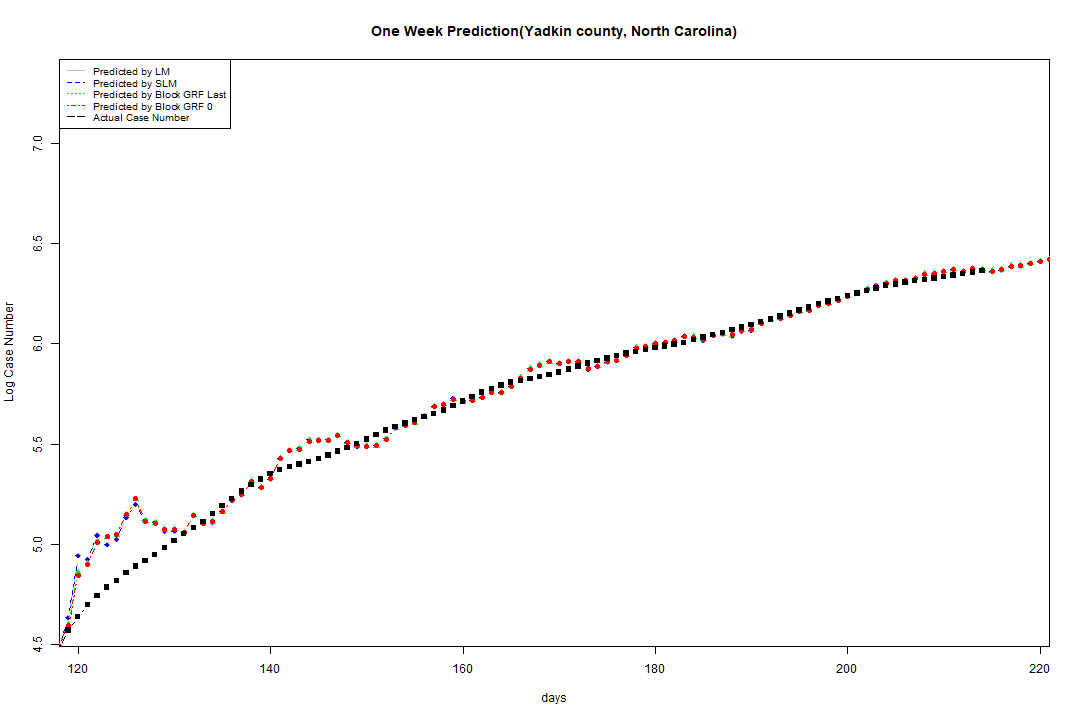 One Week Prediction(Yadkin county, North Carolina)
Predicted by LM
Predicted by SLM
Predicted by Block GRF Last
Predicted by Block GRF 0
Actual Case Number
7.0
6.5
6.0
5.5
5.0
4.5
Log Case Number
120 140 160 180 200 220
days